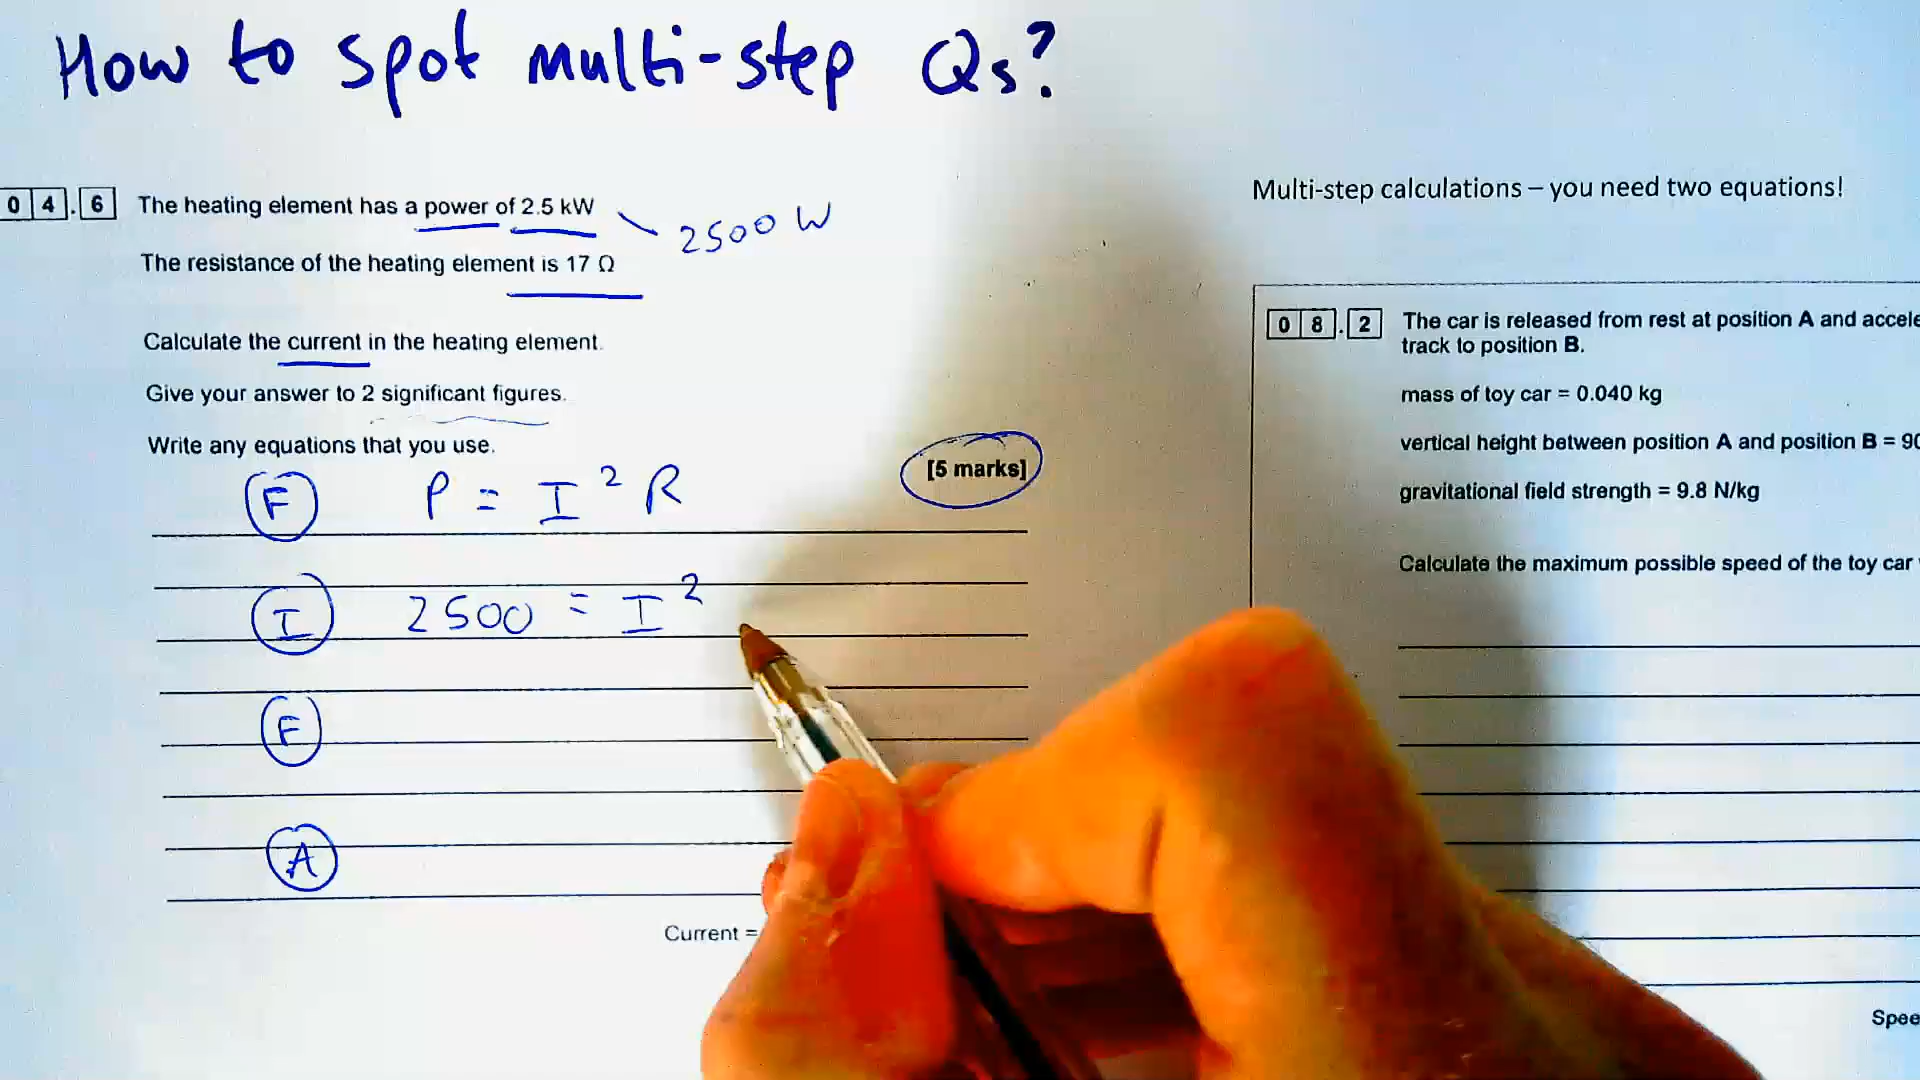 How to spot multi-step Qs?
0 4 . 6 The heating element has a power of 2.5 kW
2500 W
The resistance of the heating element is 17 Ω
Calculate the current in the heating element.
Give your answer to 2 significant figures.
Write any equations that you use.
[5 marks]
F P = I² R
I 2500 = I²
F
A
Current =
Multi-step calculations – you need two equations!
0 8 . 2 The car is released from rest at position A and accele
track to position B.
mass of toy car = 0.040 kg
vertical height between position A and position B = 90
gravitational field strength = 9.8 N/kg
Calculate the maximum possible speed of the toy car
Spee